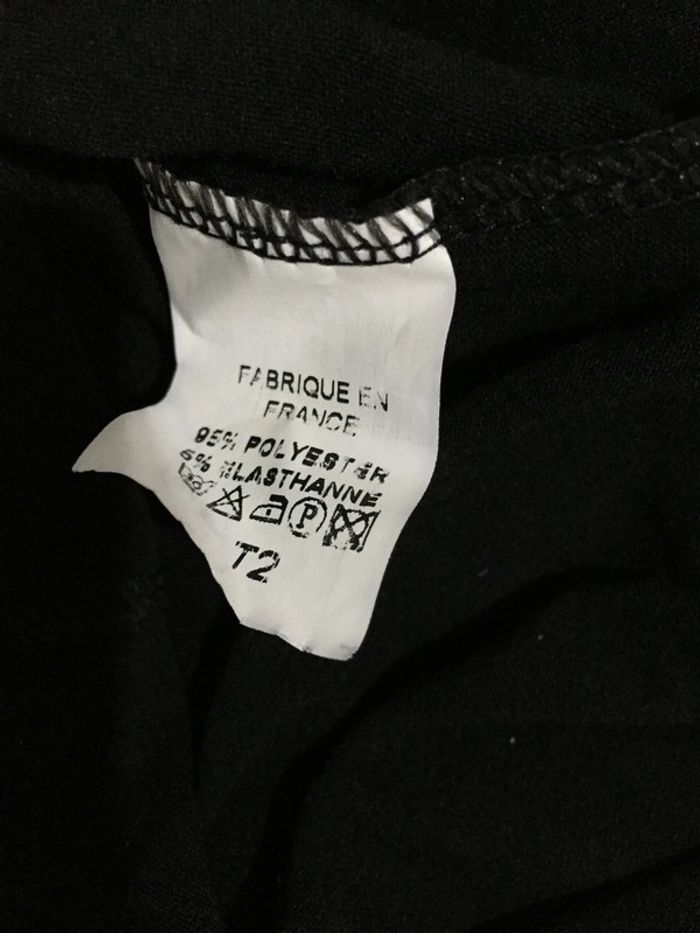 FABRIQUE EN
FRANCE
95% POLYESTER
5% ELASTHANNE
P
T2